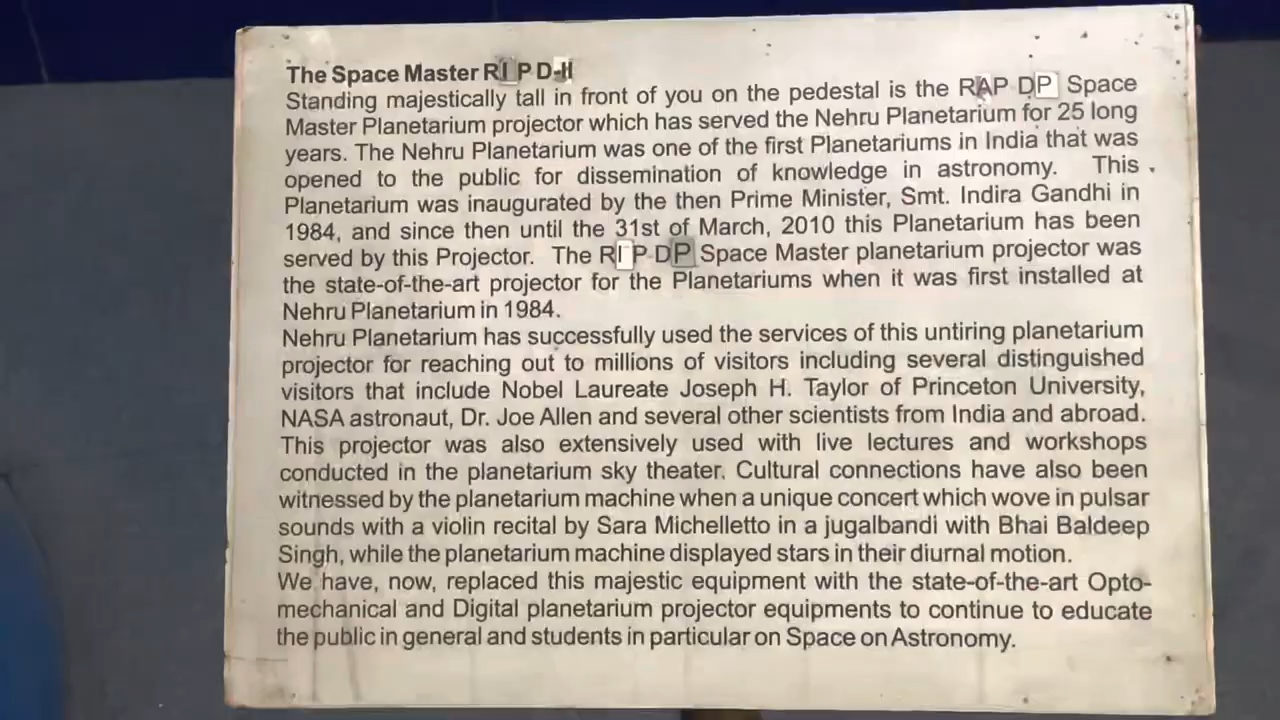 The Space Master RIP D-II
Standing majestically tall in front of you on the pedestal is the RAP DP Space
Master Planetarium projector which has served the Nehru Planetarium for 25 long
years. The Nehru Planetarium was one of the first Planetariums in India that was
opened to the public for dissemination of knowledge in astronomy. This
Planetarium was inaugurated by the then Prime Minister, Smt. Indira Gandhi in
1984, and since then until the 31st of March, 2010 this Planetarium has been
served by this Projector. The RIP DP Space Master planetarium projector was
the state-of-the-art projector for the Planetariums when it was first installed at
Nehru Planetarium in 1984.
Nehru Planetarium has successfully used the services of this untiring planetarium
projector for reaching out to millions of visitors including several distinguished
visitors that include Nobel Laureate Joseph H. Taylor of Princeton University,
NASA astronaut, Dr. Joe Allen and several other scientists from India and abroad.
This projector was also extensively used with live lectures and workshops
conducted in the planetarium sky theater. Cultural connections have also been
witnessed by the planetarium machine when a unique concert which wove in pulsar
sounds with a violin recital by Sara Michelletto in a jugalbandi with Bhai Baldeep
Singh, while the planetarium machine displayed stars in their diurnal motion.
We have, now, replaced this majestic equipment with the state-of-the-art Opto-
mechanical and Digital planetarium projector equipments to continue to educate
the public in general and students in particular on Space on Astronomy.